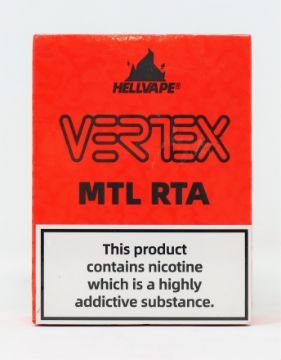 HELLVAPE®
VERTEX
MTL RTA
This product
contains nicotine
which is a highly
addictive substance.